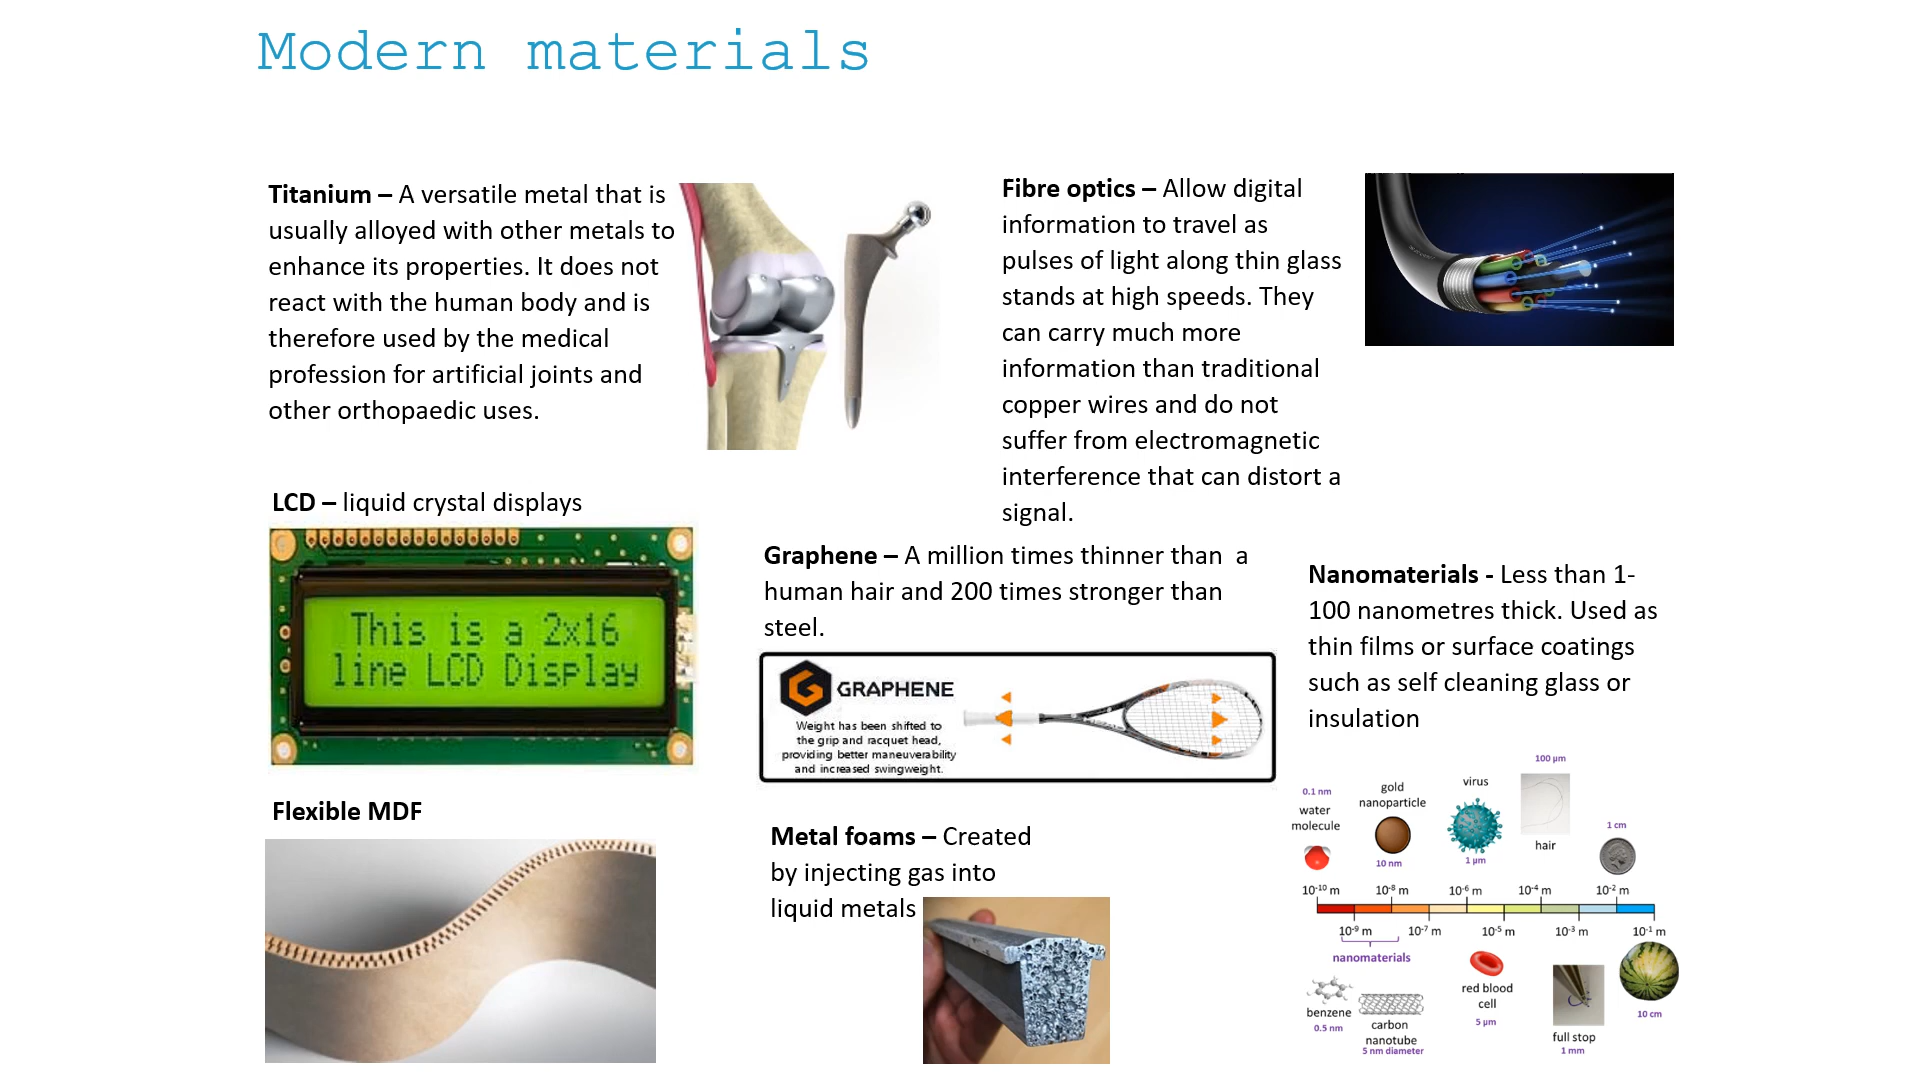 Modern materials
Titanium – A versatile metal that is
usually alloyed with other metals to
enhance its properties. It does not
react with the human body and is
therefore used by the medical
profession for artificial joints and
other orthopaedic uses.
Fibre optics – Allow digital
information to travel as
pulses of light along thin glass
stands at high speeds. They
can carry much more
information than traditional
copper wires and do not
suffer from electromagnetic
interference that can distort a
signal.
LCD – liquid crystal displays
This is a 2x16
line LCD Display
Graphene – A million times thinner than a
human hair and 200 times stronger than
steel.
GRAPHENE
Weight has been shifted to
the grip and racquet head,
providing better maneuverability
and increased swingweight.
Nanomaterials - Less than 1-
100 nanometres thick. Used as
thin films or surface coatings
such as self cleaning glass or
insulation
Flexible MDF
Metal foams – Created
by injecting gas into
liquid metals
0.1 nm
water
molecule
gold
nanoparticle
10 nm
virus
1 µm
100 µm
hair
1 cm
10⁻¹⁰ m 10⁻⁸ m 10⁻⁶ m 10⁻⁴ m 10⁻² m
10⁻⁹ m 10⁻⁷ m 10⁻⁵ m 10⁻³ m 10⁻¹ m
nanomaterials
benzene
0.5 nm
carbon
nanotube
5 nm diameter
red blood
cell
5 µm
full stop
1 mm
10 cm